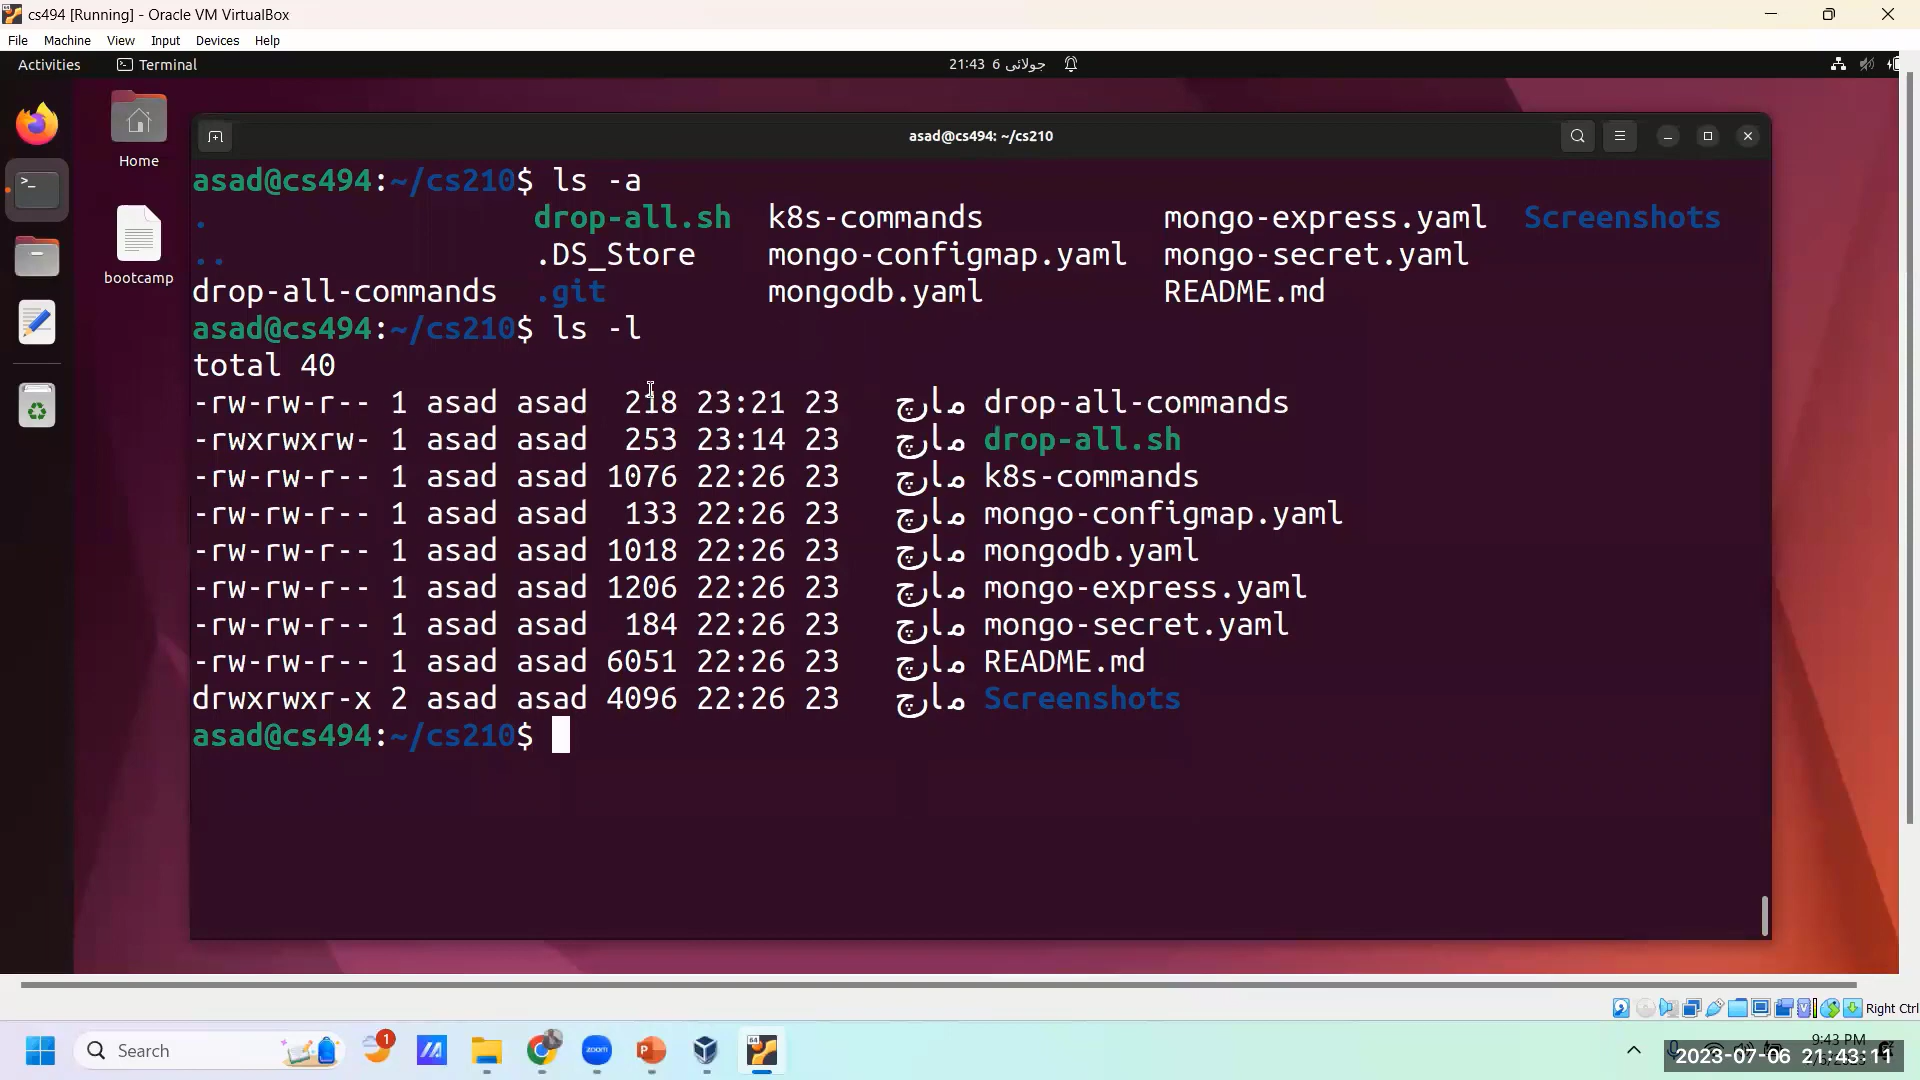 cs494 [Running] - Oracle VM VirtualBox
File Machine View Input Devices Help
Activities Terminal 21:43 جولائی 6
Home
bootcamp
asad@cs494: ~/cs210
asad@cs494:~/cs210$ ls -a
. drop-all.sh k8s-commands mongo-express.yaml Screenshots
.. .DS_Store mongo-configmap.yaml mongo-secret.yaml
drop-all-commands .git mongodb.yaml README.md
asad@cs494:~/cs210$ ls -l
total 40
-rw-rw-r-- 1 asad asad 218 23:21 23 مارچ drop-all-commands
-rwxrwxrw- 1 asad asad 253 23:14 23 مارچ drop-all.sh
-rw-rw-r-- 1 asad asad 1076 22:26 23 مارچ k8s-commands
-rw-rw-r-- 1 asad asad 133 22:26 23 مارچ mongo-configmap.yaml
-rw-rw-r-- 1 asad asad 1018 22:26 23 مارچ mongodb.yaml
-rw-rw-r-- 1 asad asad 1206 22:26 23 مارچ mongo-express.yaml
-rw-rw-r-- 1 asad asad 184 22:26 23 مارچ mongo-secret.yaml
-rw-rw-r-- 1 asad asad 6051 22:26 23 مارچ README.md
drwxrwxr-x 2 asad asad 4096 22:26 23 مارچ Screenshots
asad@cs494:~/cs210$
Right Ctrl
Search 1 zoom 64
9:43 PM
2023-07-06 21:43:11